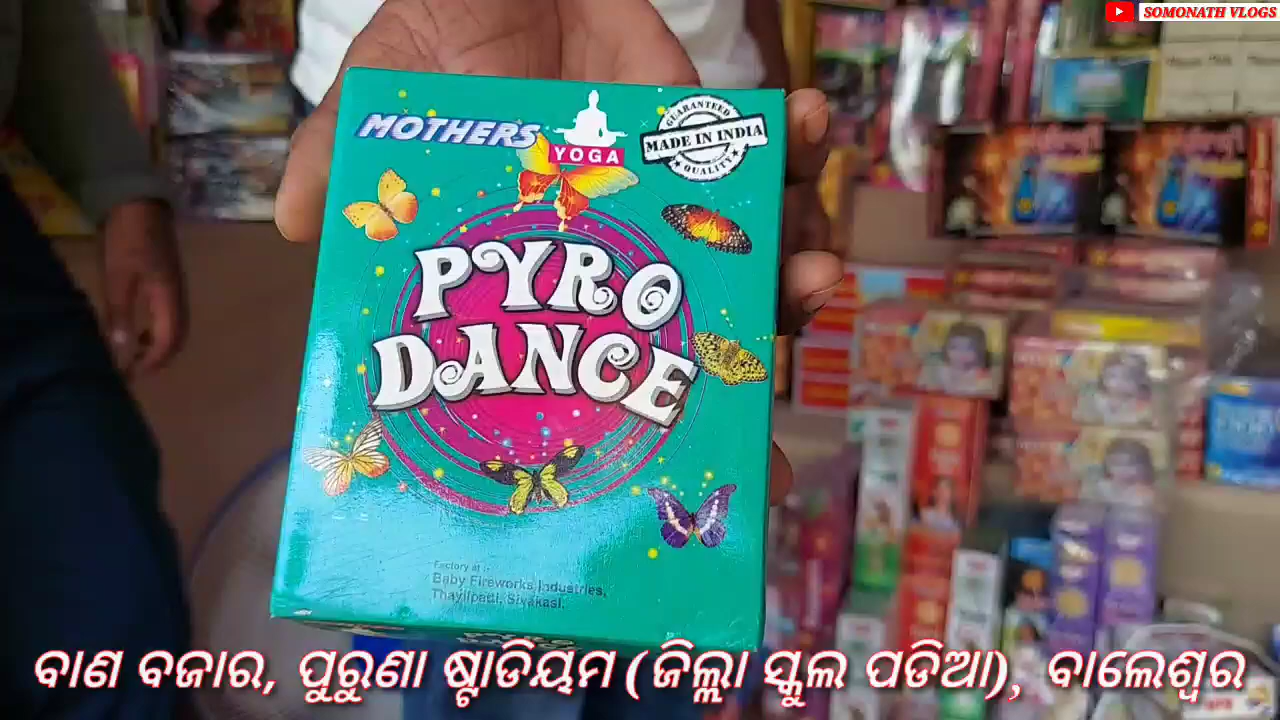 SOMONATH VLOGS
MOTHERS
YOGA
GUARANTEED
MADE IN INDIA
QUALITY
PYRO
DANCE
Factory at :-
Baby Fireworks Industries,
Thayilpatti, Sivakasi.
ବାଣ ବଜାର, ପୁରୁଣା ଷ୍ଟାଡିୟମ (ଜିଲ୍ଲା ସ୍କୁଲ ପଡିଆ), ବାଲେଶ୍ୱର